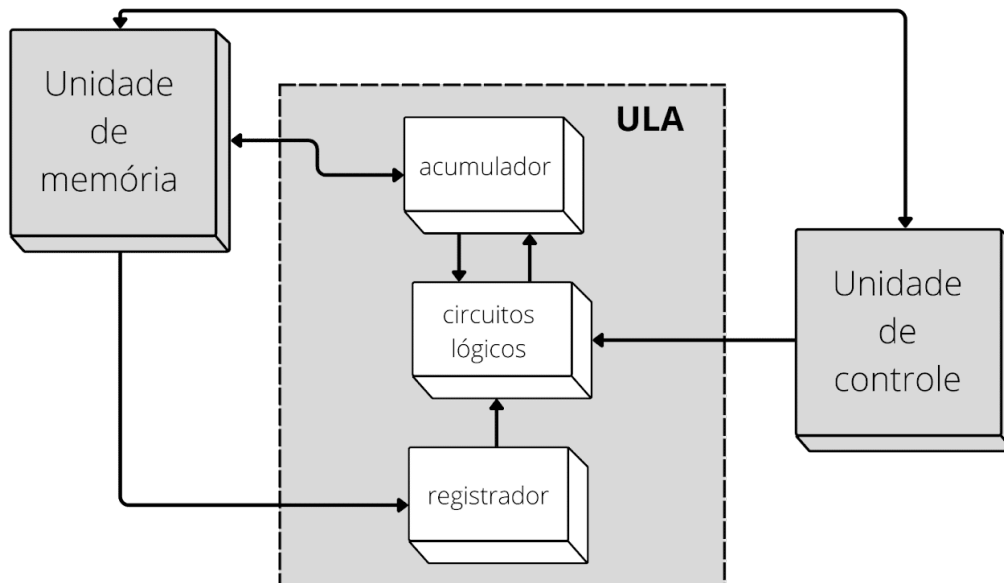 Unidade
de
memória
ULA
acumulador
circuitos
lógicos
registrador
Unidade
de
controle